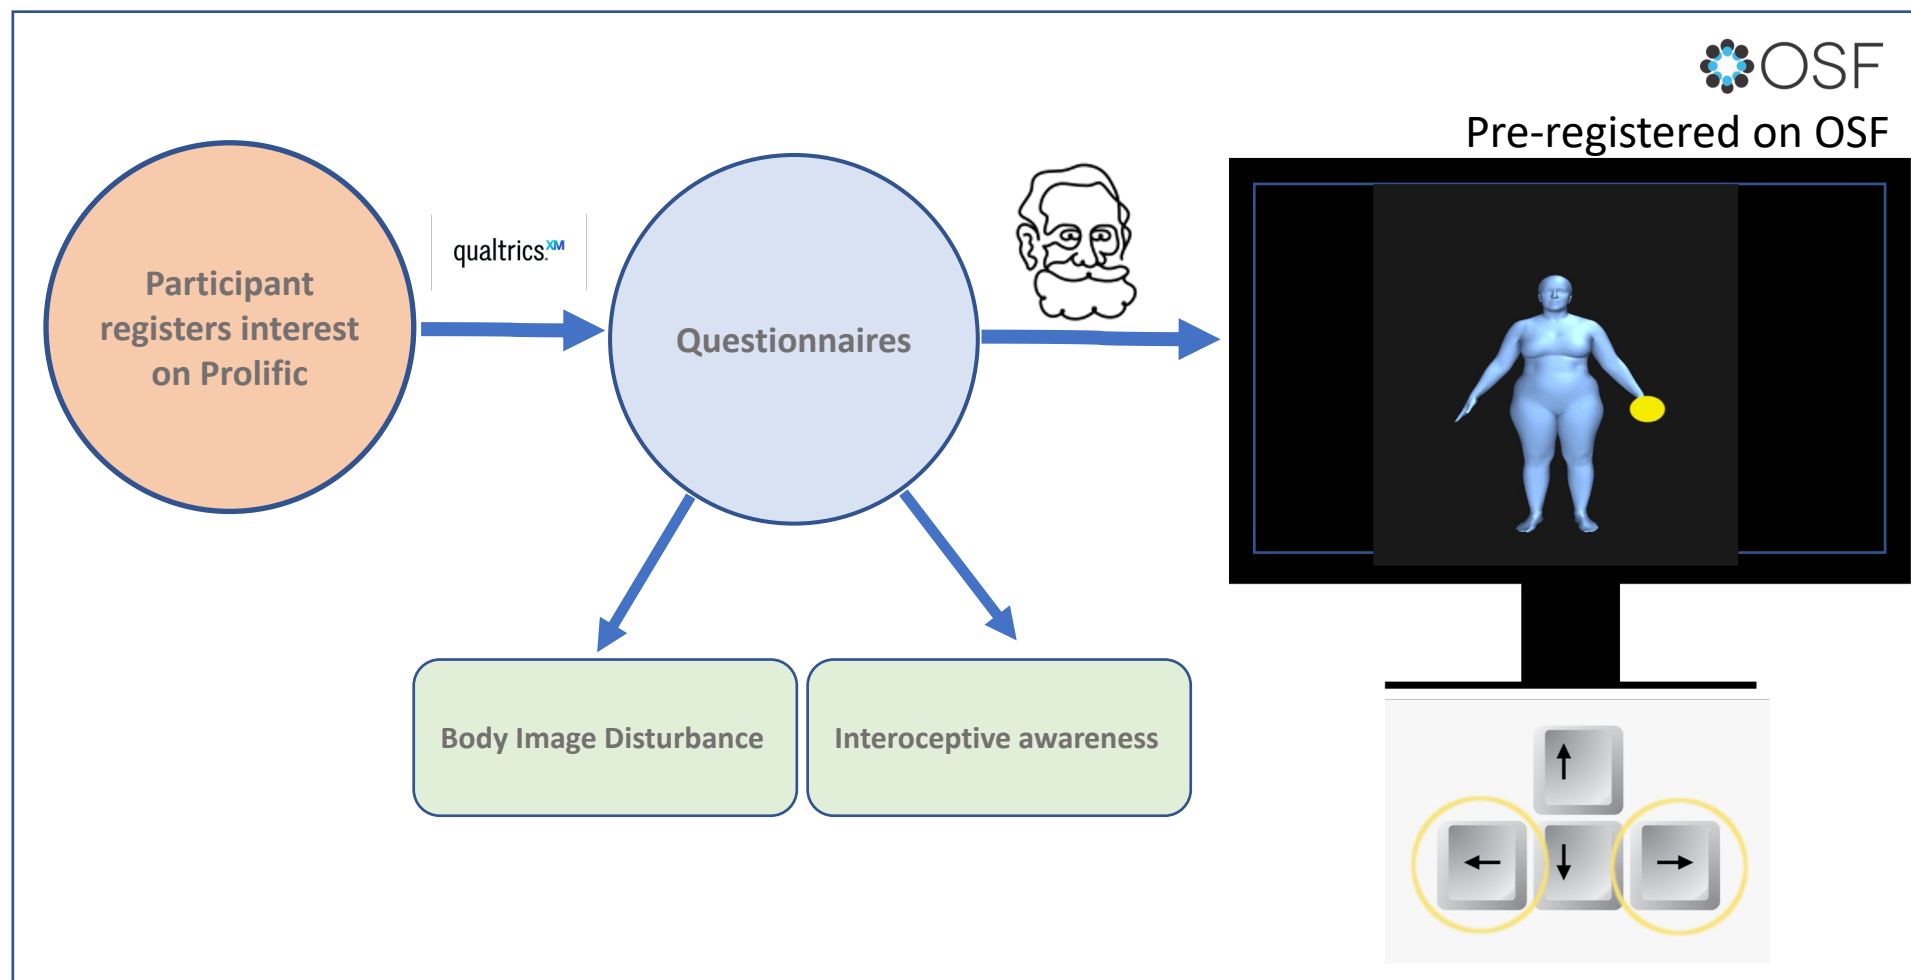 OSF
Pre-registered on OSF
Participant
registers interest
on Prolific
qualtrics.XM
Questionnaires
Body Image Disturbance
Interoceptive awareness
↑
← ↓ →